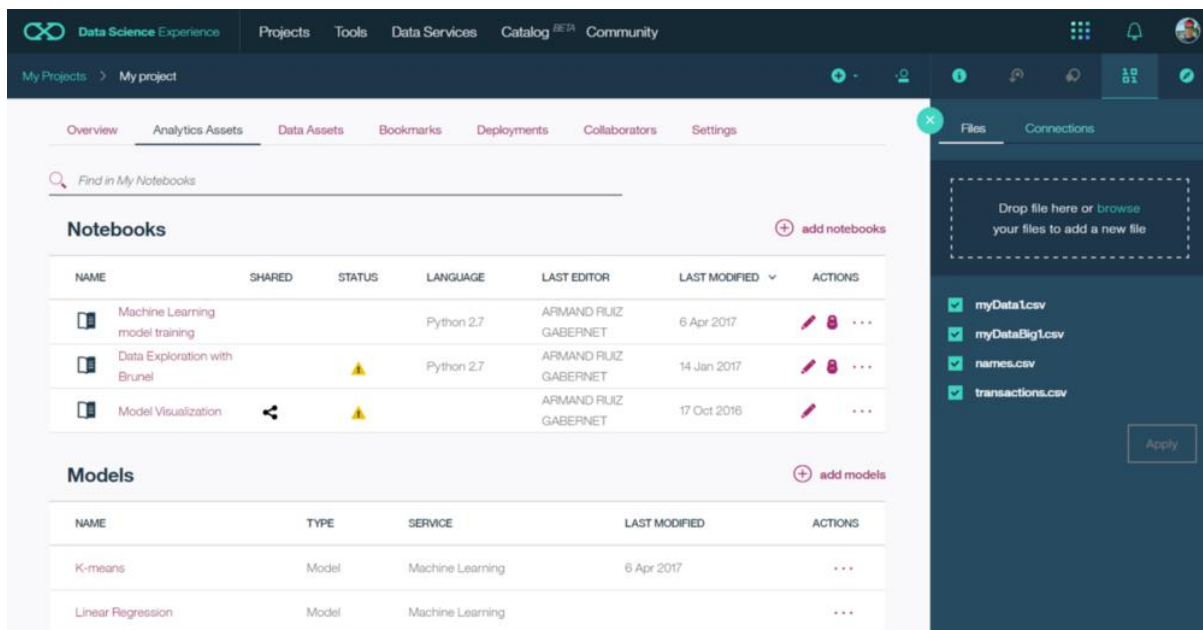 Data Science Experience
Projects
Tools
Data Services
Catalog BETA
Community
My Projects > My project
Overview
Analytics Assets
Data Assets
Bookmarks
Deployments
Collaborators
Settings
Find in My Notebooks
Notebooks
add notebooks
NAME SHARED STATUS LANGUAGE LAST EDITOR LAST MODIFIED ACTIONS
Machine Learning
model training
Python 2.7
ARMAND RUIZ
GABERNET
6 Apr 2017
Data Exploration with
Brunel
Python 2.7
ARMAND RUIZ
GABERNET
14 Jan 2017
Model Visualization
ARMAND RUIZ
GABERNET
17 Oct 2016
Models
add models
NAME TYPE SERVICE LAST MODIFIED ACTIONS
K-means Model Machine Learning 6 Apr 2017
Linear Regression Model Machine Learning
Files
Connections
Drop file here or browse
your files to add a new file
myData1.csv
myDataBig1.csv
names.csv
transactions.csv
Apply